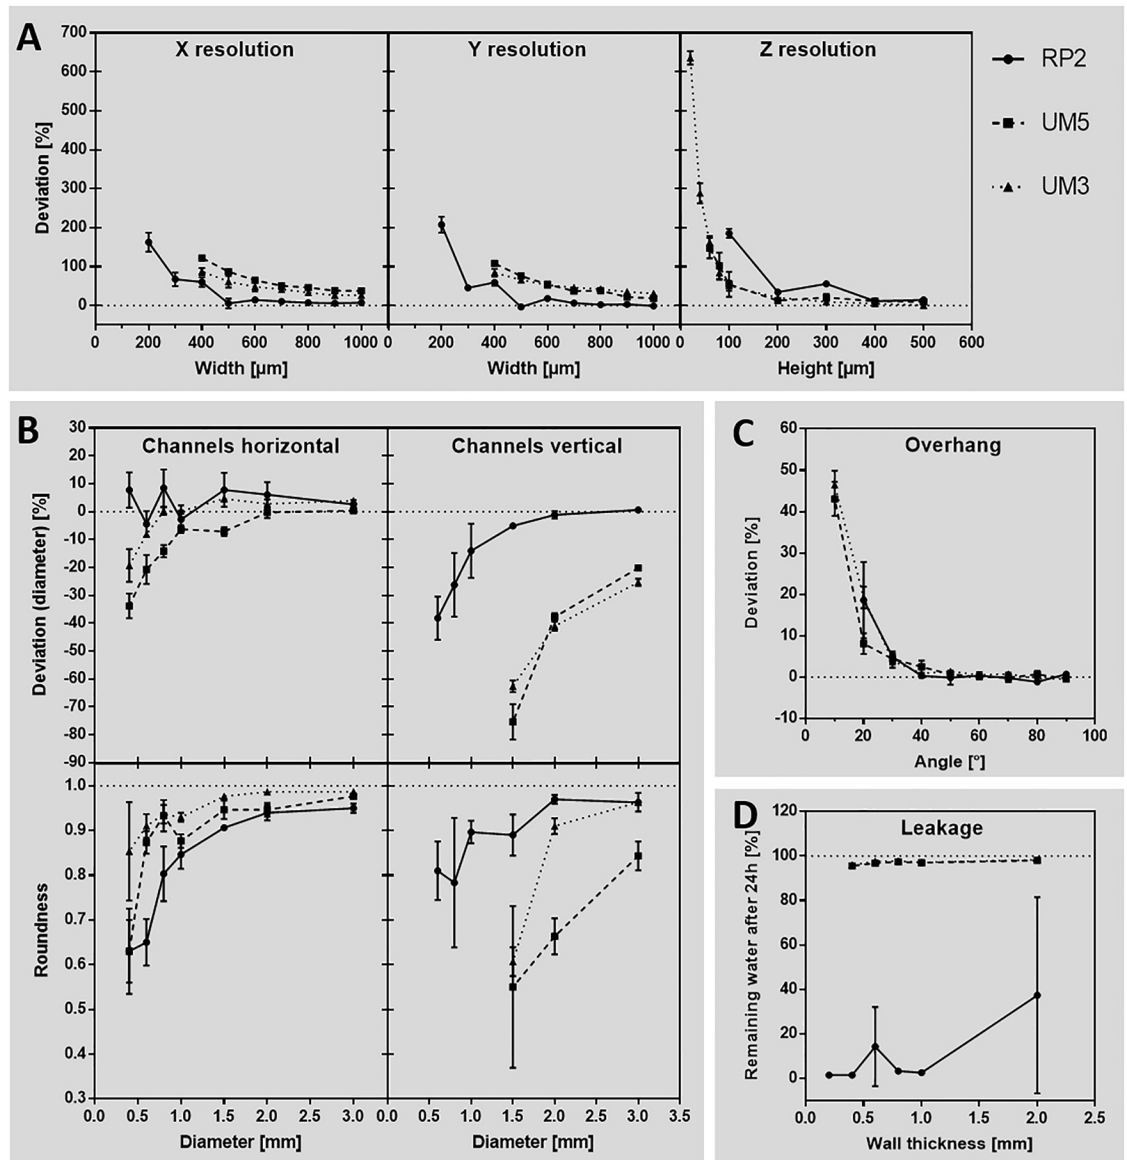 A
X resolution
Y resolution
Z resolution
RP2
UM5
UM3
Deviation [%]
700
600
500
400
300
200
100
0
0 200 400 600 800 1000
0 200 400 600 800 1000
0 100 200 300 400 500 600
Width [µm]
Width [µm]
Height [µm]
B
Channels horizontal
Channels vertical
Deviation (diameter) [%]
30
20
10
0
-10
-20
-30
-40
-50
-60
-70
-80
-90
Roundness
1.0
0.9
0.8
0.7
0.6
0.5
0.4
0.3
0.0 0.5 1.0 1.5 2.0 2.5 3.0
0.0 0.5 1.0 1.5 2.0 2.5 3.0 3.5
Diameter [mm]
Diameter [mm]
C
Overhang
Deviation [%]
60
50
40
30
20
10
0
-10
0 20 40 60 80 100
Angle [°]
D
Leakage
Remaining water after 24h [%]
120
100
80
60
40
20
0
0.0 0.5 1.0 1.5 2.0 2.5
Wall thickness [mm]